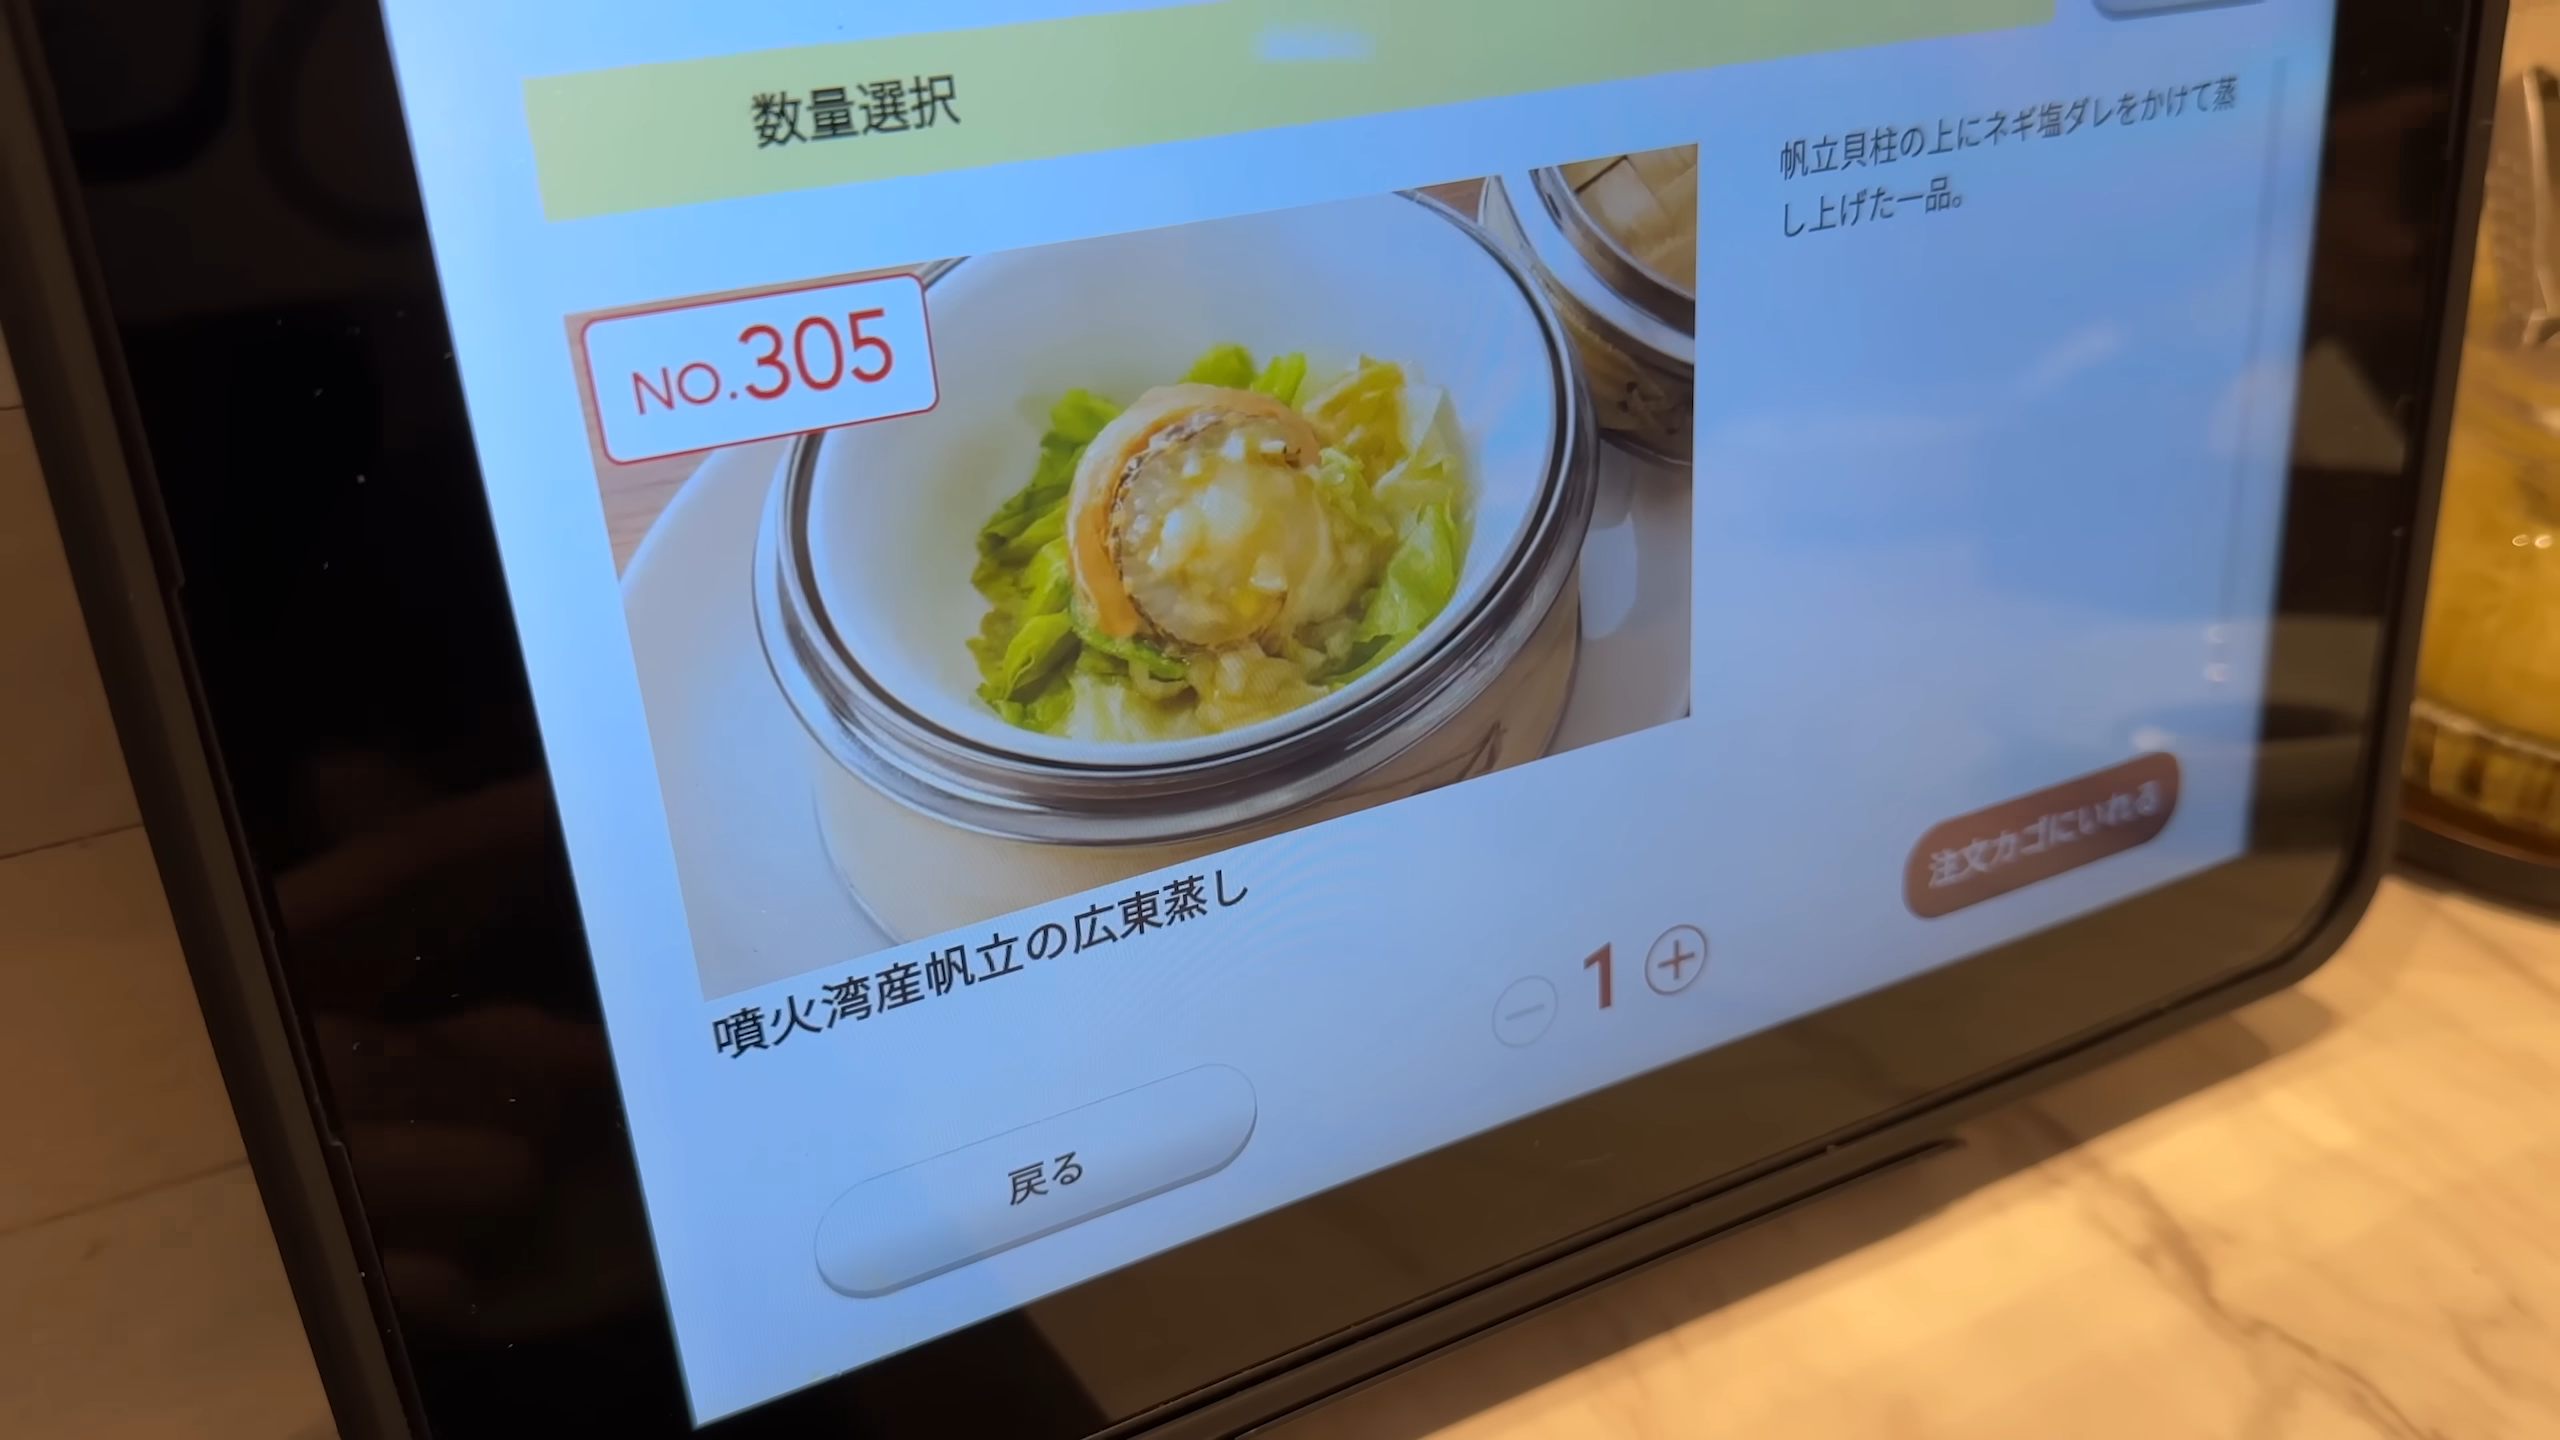 数量選択
NO.305
帆立貝柱の上にネギ塩ダレをかけて蒸
し上げた一品。
噴火湾産帆立の広東蒸し
1
注文カゴにいれる
戻る